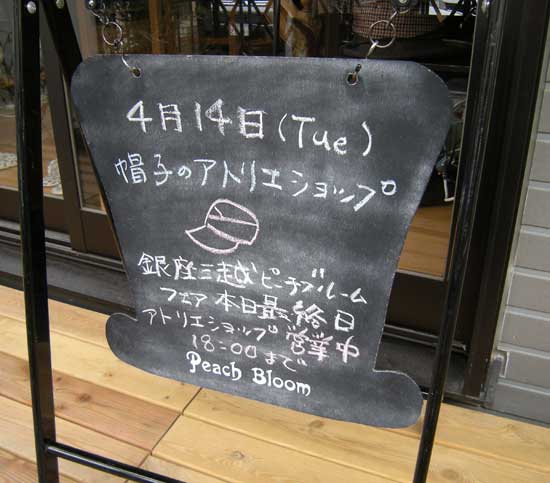 4月14日(Tue)
帽子のアトリエショップ
銀座三越ピーチブルーム
フェア本日最終日
アトリエショップ営業中
18:00まで
Peach Bloom